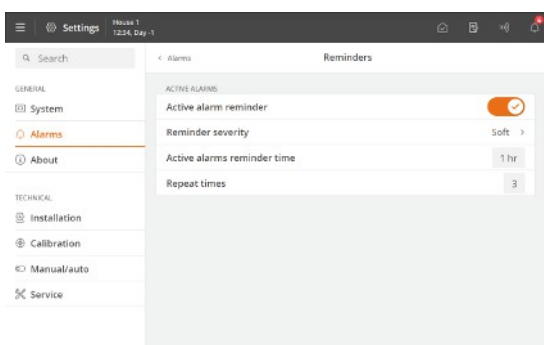 Settings
House 1
12:34, Day -1
Search
GENERAL
System
Alarms
About
TECHNICAL
Installation
Calibration
Manual/auto
Service
Alarms
Reminders
ACTIVE ALARMS
Active alarm reminder
Reminder severity Soft
Active alarms reminder time 1 hr
Repeat times 3